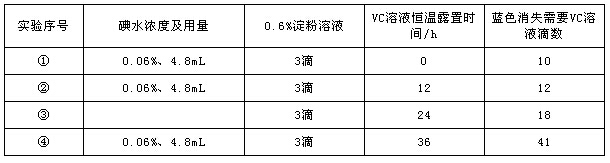 实验序号 碘水浓度及用量 0.6%淀粉溶液 VC溶液恒温露置时间/h 蓝色消失需要VC溶液滴数
① 0.06%、4.8mL 3滴 0 10
② 0.06%、4.8mL 3滴 12 12
③ 3滴 24 18
④ 0.06%、4.8mL 3滴 36 41